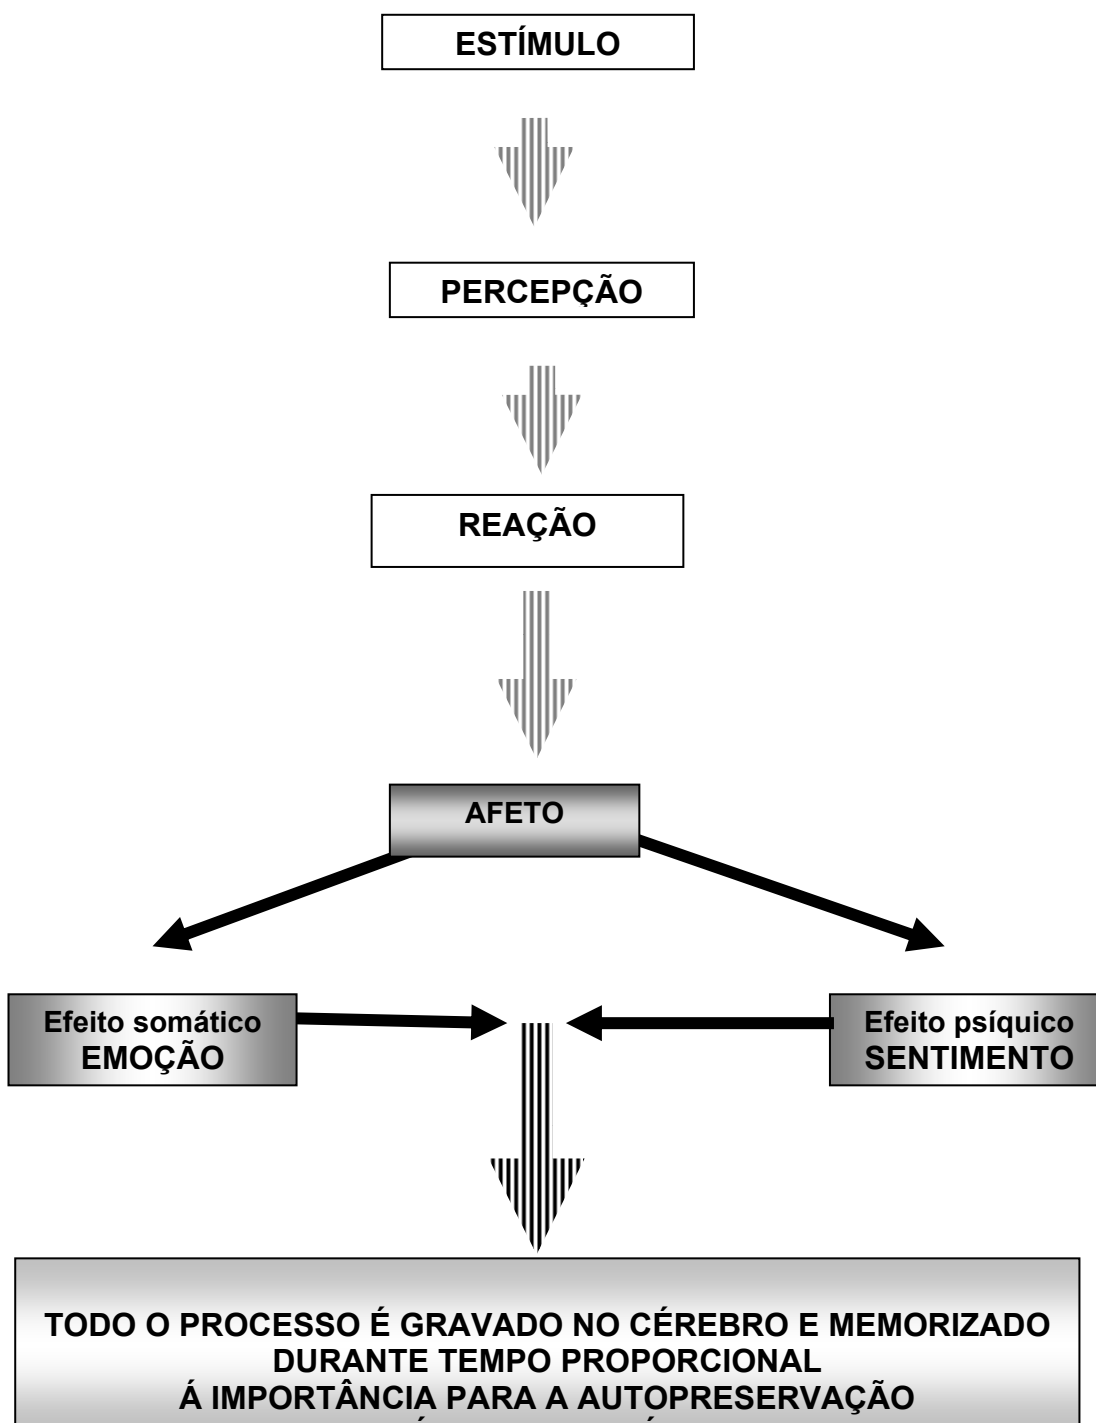 ESTÍMULO
PERCEPÇÃO
REAÇÃO
AFETO
Efeito somático
EMOÇÃO
Efeito psíquico
SENTIMENTO
TODO O PROCESSO É GRAVADO NO CÉREBRO E MEMORIZADO
DURANTE TEMPO PROPORCIONAL
Á IMPORTÂNCIA PARA A AUTOPRESERVAÇÃO